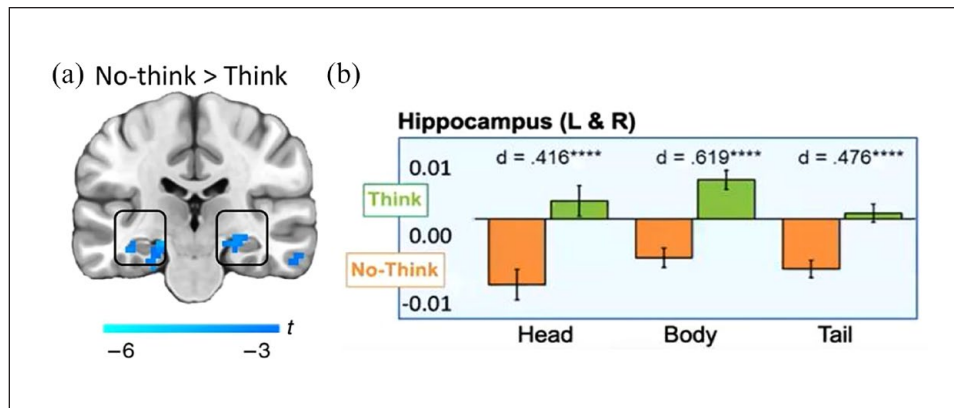 (a) No-think > Think
(b)
−6 −3 t
Hippocampus (L & R)
d = .416**** d = .619**** d = .476****
0.01
Think
0.00
No-Think
-0.01
Head Body Tail